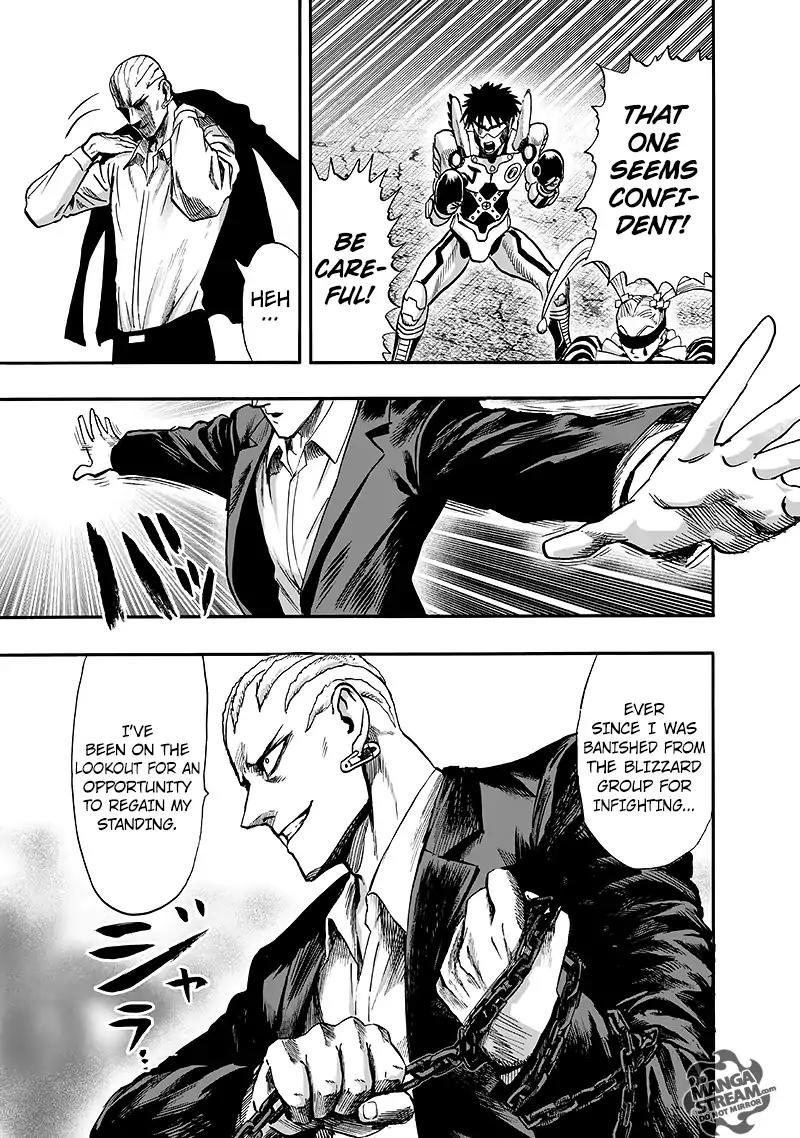 THAT
ONE
SEEMS
CONFI-
DENT!
BE
CARE-
FUL!
HEH
...
バッ
EVER
SINCE I WAS
BANISHED FROM
THE BLIZZARD
GROUP FOR
INFIGHTING...
I'VE
BEEN ON THE
LOOKOUT FOR AN
OPPORTUNITY
TO REGAIN MY
STANDING.
ジャラ
MANGA
STREAM.com
DO NOT MIRROR